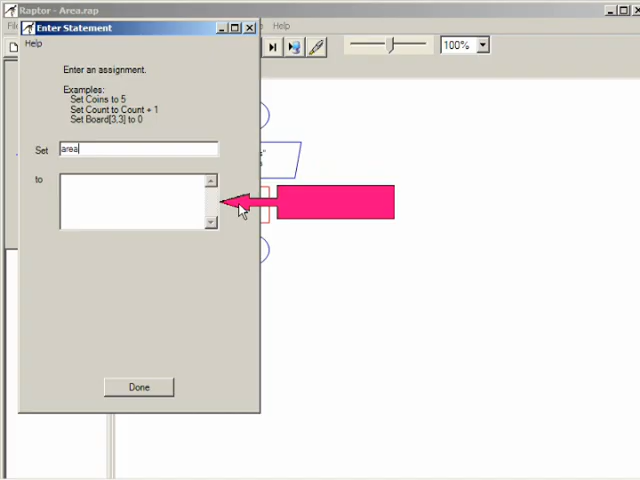 Raptor - Area.rap
Enter Statement
Help
Help
100%
Enter an assignment.
Examples:
Set Coins to 5
Set Count to Count + 1
Set Board[3,3] to 0
Set
area
to
Done